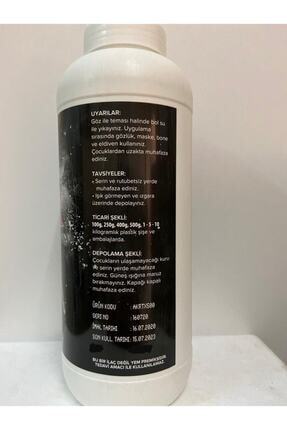 UYARILAR:
Göz ile teması halinde bol su
ile yıkayınız. Uygulama
sırasında gözlük, maske, bone
ve eldiven kullanınız.
Çocuklardan uzakta muhafaza
ediniz.
TAVSİYELER:
• Serin ve rutubetsiz yerde
muhafaza ediniz.
• Işık görmeyen ve ızgara
üzerinde depolayınız.
TİCARİ ŞEKLİ:
100g, 250g, 400g, 500g, 1 - 5 - 10
kilogramlık plastik şişe ve
ambalajlarda.
DEPOLAMA ŞEKLİ:
Çocukların ulaşamayacağı kuru
ve serin yerde muhafaza
ediniz. Güneş ışığına maruz
bırakmayınız. Kapağı kapalı
muhafaza ediniz.
ÜRÜN KODU : AKRTX500
SERİ NO : 160720
İMAL TARİHİ : 16.07.2020
SON KULL. TARİHİ : 15.07.2023
BU BİR İLAÇ DEĞİL YEM PREMİKSİDİR.
TEDAVİ AMACI İLE KULLANILAMAZ.